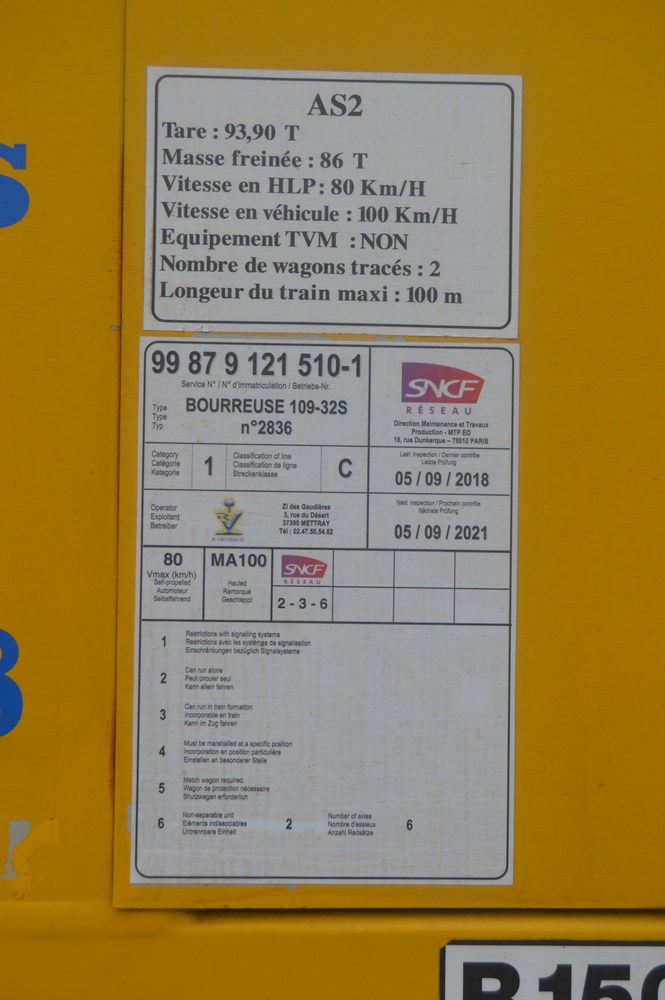 AS2
Tare : 93,90 T
Masse freinée : 86 T
Vitesse en HLP : 80 Km/H
Vitesse en véhicule : 100 Km/H
Equipement TVM : NON
Nombre de wagons tracés : 2
Longeur du train maxi : 100 m
99 87 9 121 510-1
Service N° / N° d'immatriculation / Betriebs-Nr.
Type
Type
Typ
BOURREUSE 109-32S
n°2836
SNCF
RÉSEAU
Direction Maintenance et Travaux
Production - MTP EO
18, rue Dunkerque – 75010 PARIS
Category
Catégorie
Kategorie
1
Classification of line
Classification de ligne
Streckenklasse
C
Last inspection / Dernier contrôle
Letzte Prüfung
05 / 09 / 2018
Operator
Exploitant
Betreiber
ZI des Gaudières
3, rue du Désert
37390 METTRAY
Tél : 02.47.50.54.62
Next inspection / Prochain contrôle
Nächste Prüfung
05 / 09 / 2021
80
Vmax (km/h)
Self-propelled
Automoteur
Selbstfahrend
MA100
Hauled
Remorqué
Geschleppt
SNCF
RÉSEAU
2 - 3 - 6
1
Restrictions with signalling systems
Restrictions avec les systèmes de signalisation
Einschränkungen bezüglich Signalsysteme
2
Can run alone
Peut circuler seul
Kann allein fahren
3
Can run in train formation
Incorporable en train
Kann im Zug fahren
4
Must be marshalled at a specific position
Incorporation en position particulière
Einstellen an besonderer Stelle
5
Match wagon required.
Wagon de protection nécessaire
Shutzwagen erforderlich
6
Non-separable unit
Eléments indissociables
Untrennbare Einheit
2
Number of axles
Nombre d'essieux
Anzahl Radsätze
6